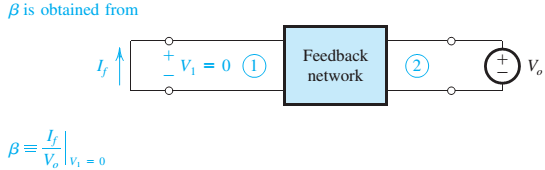 β is obtained from
I_f + − V_1 = 0 ① Feedback network ② + − V_o
β ≡ I_f / V_o |_{V_1 = 0}